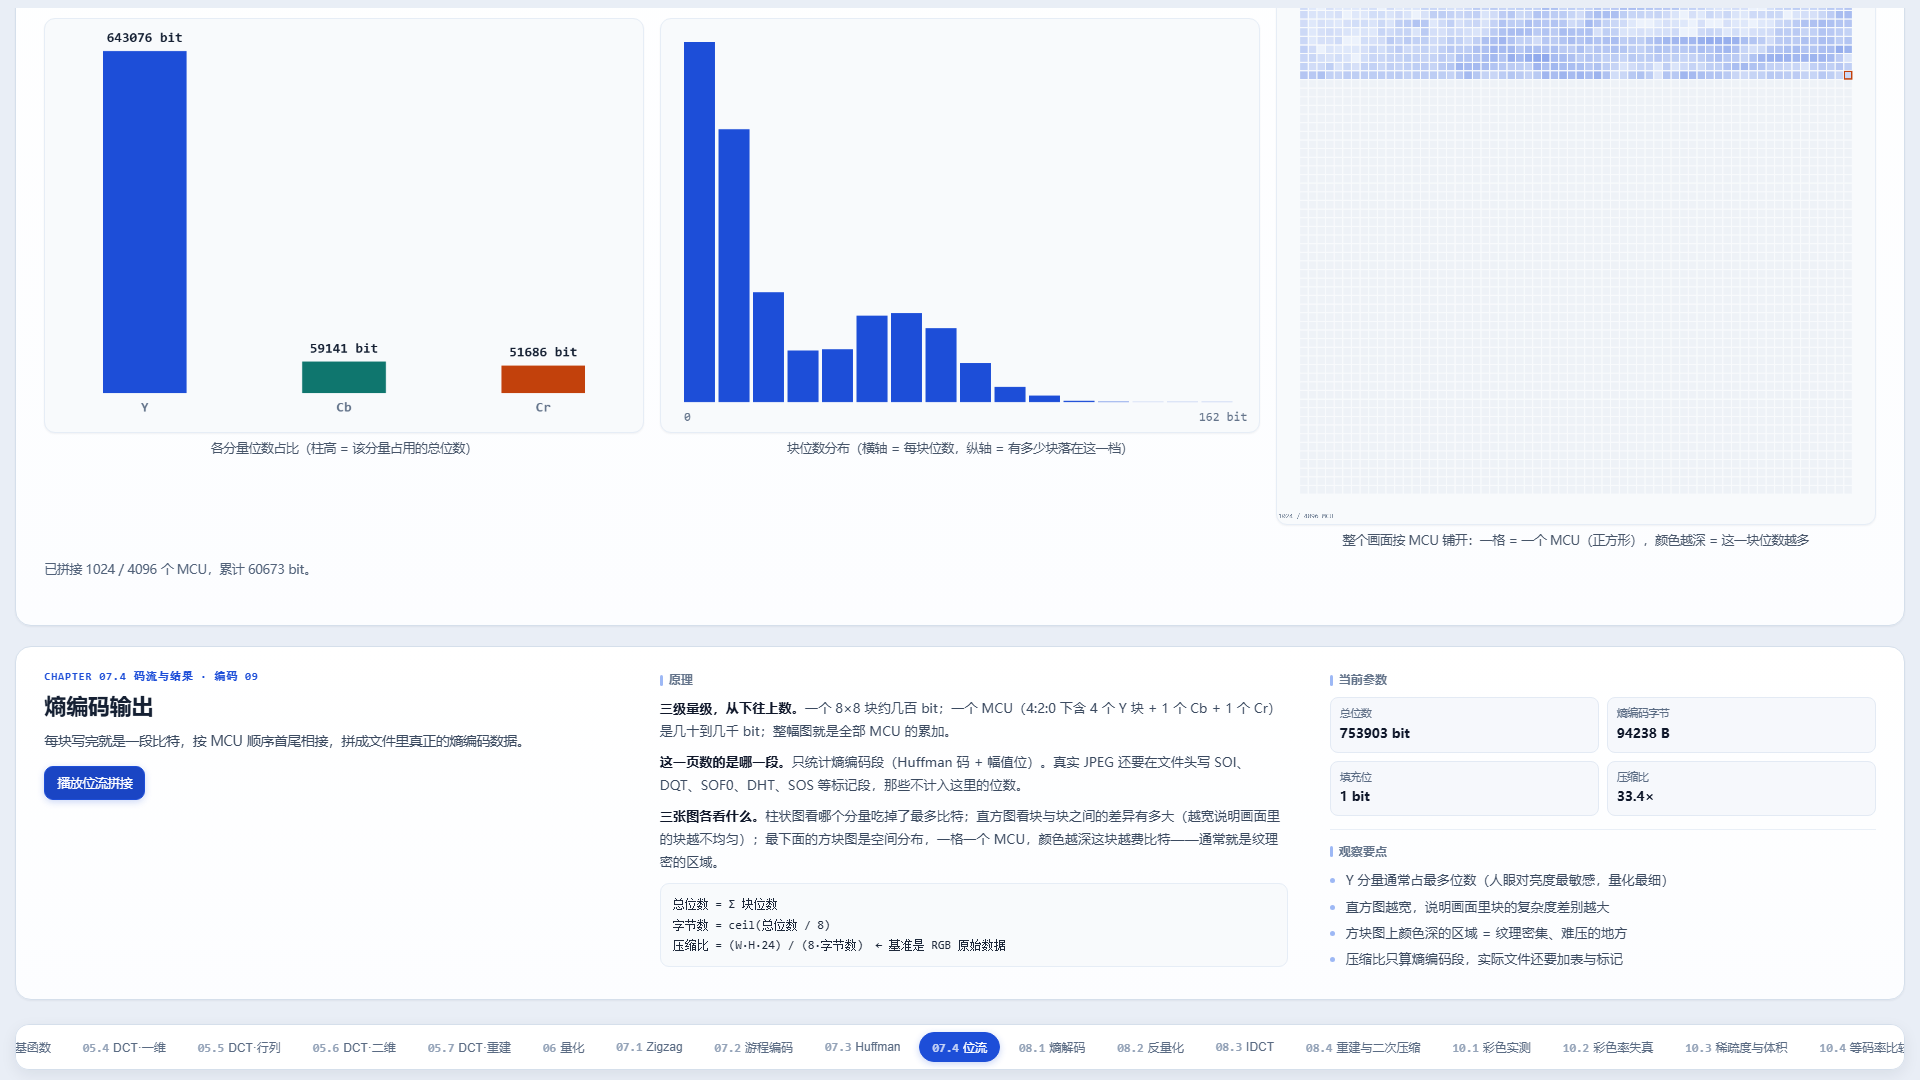 643076 bit
59141 bit
51686 bit
Y
Cb
Cr
各分量位数占比（柱高 = 该分量占用的总位数）
0
162 bit
块位数分布（横轴 = 每块位数，纵轴 = 有多少块落在这一档）
1024 / 4096 MCU
整个画面按 MCU 铺开：一格 = 一个 MCU（正方形），颜色越深 = 这一块位数越多
已拼接 1024 / 4096 个 MCU，累计 60673 bit。
CHAPTER 07.4 码流与结果 · 编码 09
熵编码输出
每块写完就是一段比特，按 MCU 顺序首尾相接，拼成文件里真正的熵编码数据。
播放位流拼接
原理
三级量级，从下往上数。一个 8×8 块约几百 bit；一个 MCU（4:2:0 下含 4 个 Y 块 + 1 个 Cb + 1 个 Cr）
是几十到几千 bit；整幅图就是全部 MCU 的累加。
这一页数的是哪一段。只统计熵编码段（Huffman 码 + 幅值位）。真实 JPEG 还要在文件头写 SOI、
DQT、SOF0、DHT、SOS 等标记段，那些不计入这里的位数。
三张图各看什么。柱状图看哪个分量吃掉了最多比特；直方图看块与块之间的差异有多大（越宽说明画面里
的块越不均匀）；最下面的方块图是空间分布，一格一个 MCU，颜色越深这块越费比特——通常就是纹理
密的区域。
总位数 = Σ 块位数
字节数 = ceil(总位数 / 8)
压缩比 = (W·H·24) / (8·字节数) ← 基准是 RGB 原始数据
当前参数
总位数
753903 bit
熵编码字节
94238 B
填充位
1 bit
压缩比
33.4×
观察要点
Y 分量通常占最多位数（人眼对亮度最敏感，量化最细）
直方图越宽，说明画面里块的复杂度差别越大
方块图上颜色深的区域 = 纹理密集、难压的地方
压缩比只算熵编码段，实际文件还要加表与标记
基函数
05.4 DCT·一维
05.5 DCT·行列
05.6 DCT·二维
05.7 DCT·重建
06 量化
07.1 Zigzag
07.2 游程编码
07.3 Huffman
07.4 位流
08.1 熵解码
08.2 反量化
08.3 IDCT
08.4 重建与二次压缩
10.1 彩色实测
10.2 彩色率失真
10.3 稀疏度与体积
10.4 等码率比较